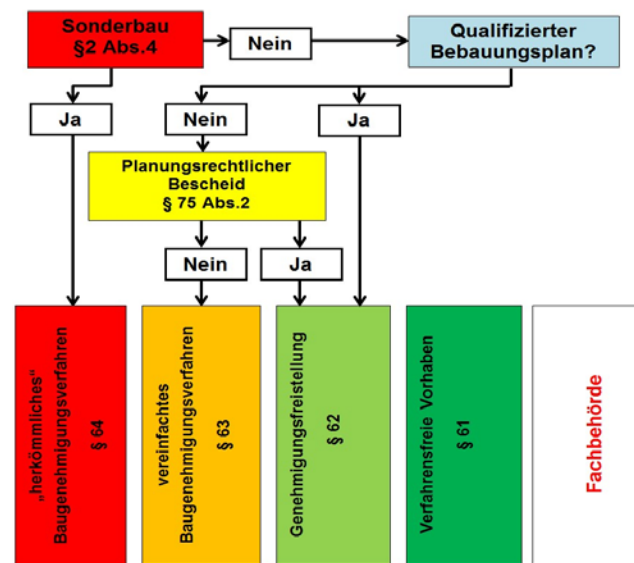 Sonderbau
§2 Abs.4
Nein
Qualifizierter
Bebauungsplan?
Ja
Nein
Ja
Planungsrechtlicher
Bescheid
§ 75 Abs.2
Nein
Ja
„herkömmliches“
Baugenehmigungsverfahren
§ 64
vereinfachtes
Baugenehmigungsverfahren
§ 63
Genehmigungsfreistellung
§ 62
Verfahrensfreie Vorhaben
§ 61
Fachbehörde